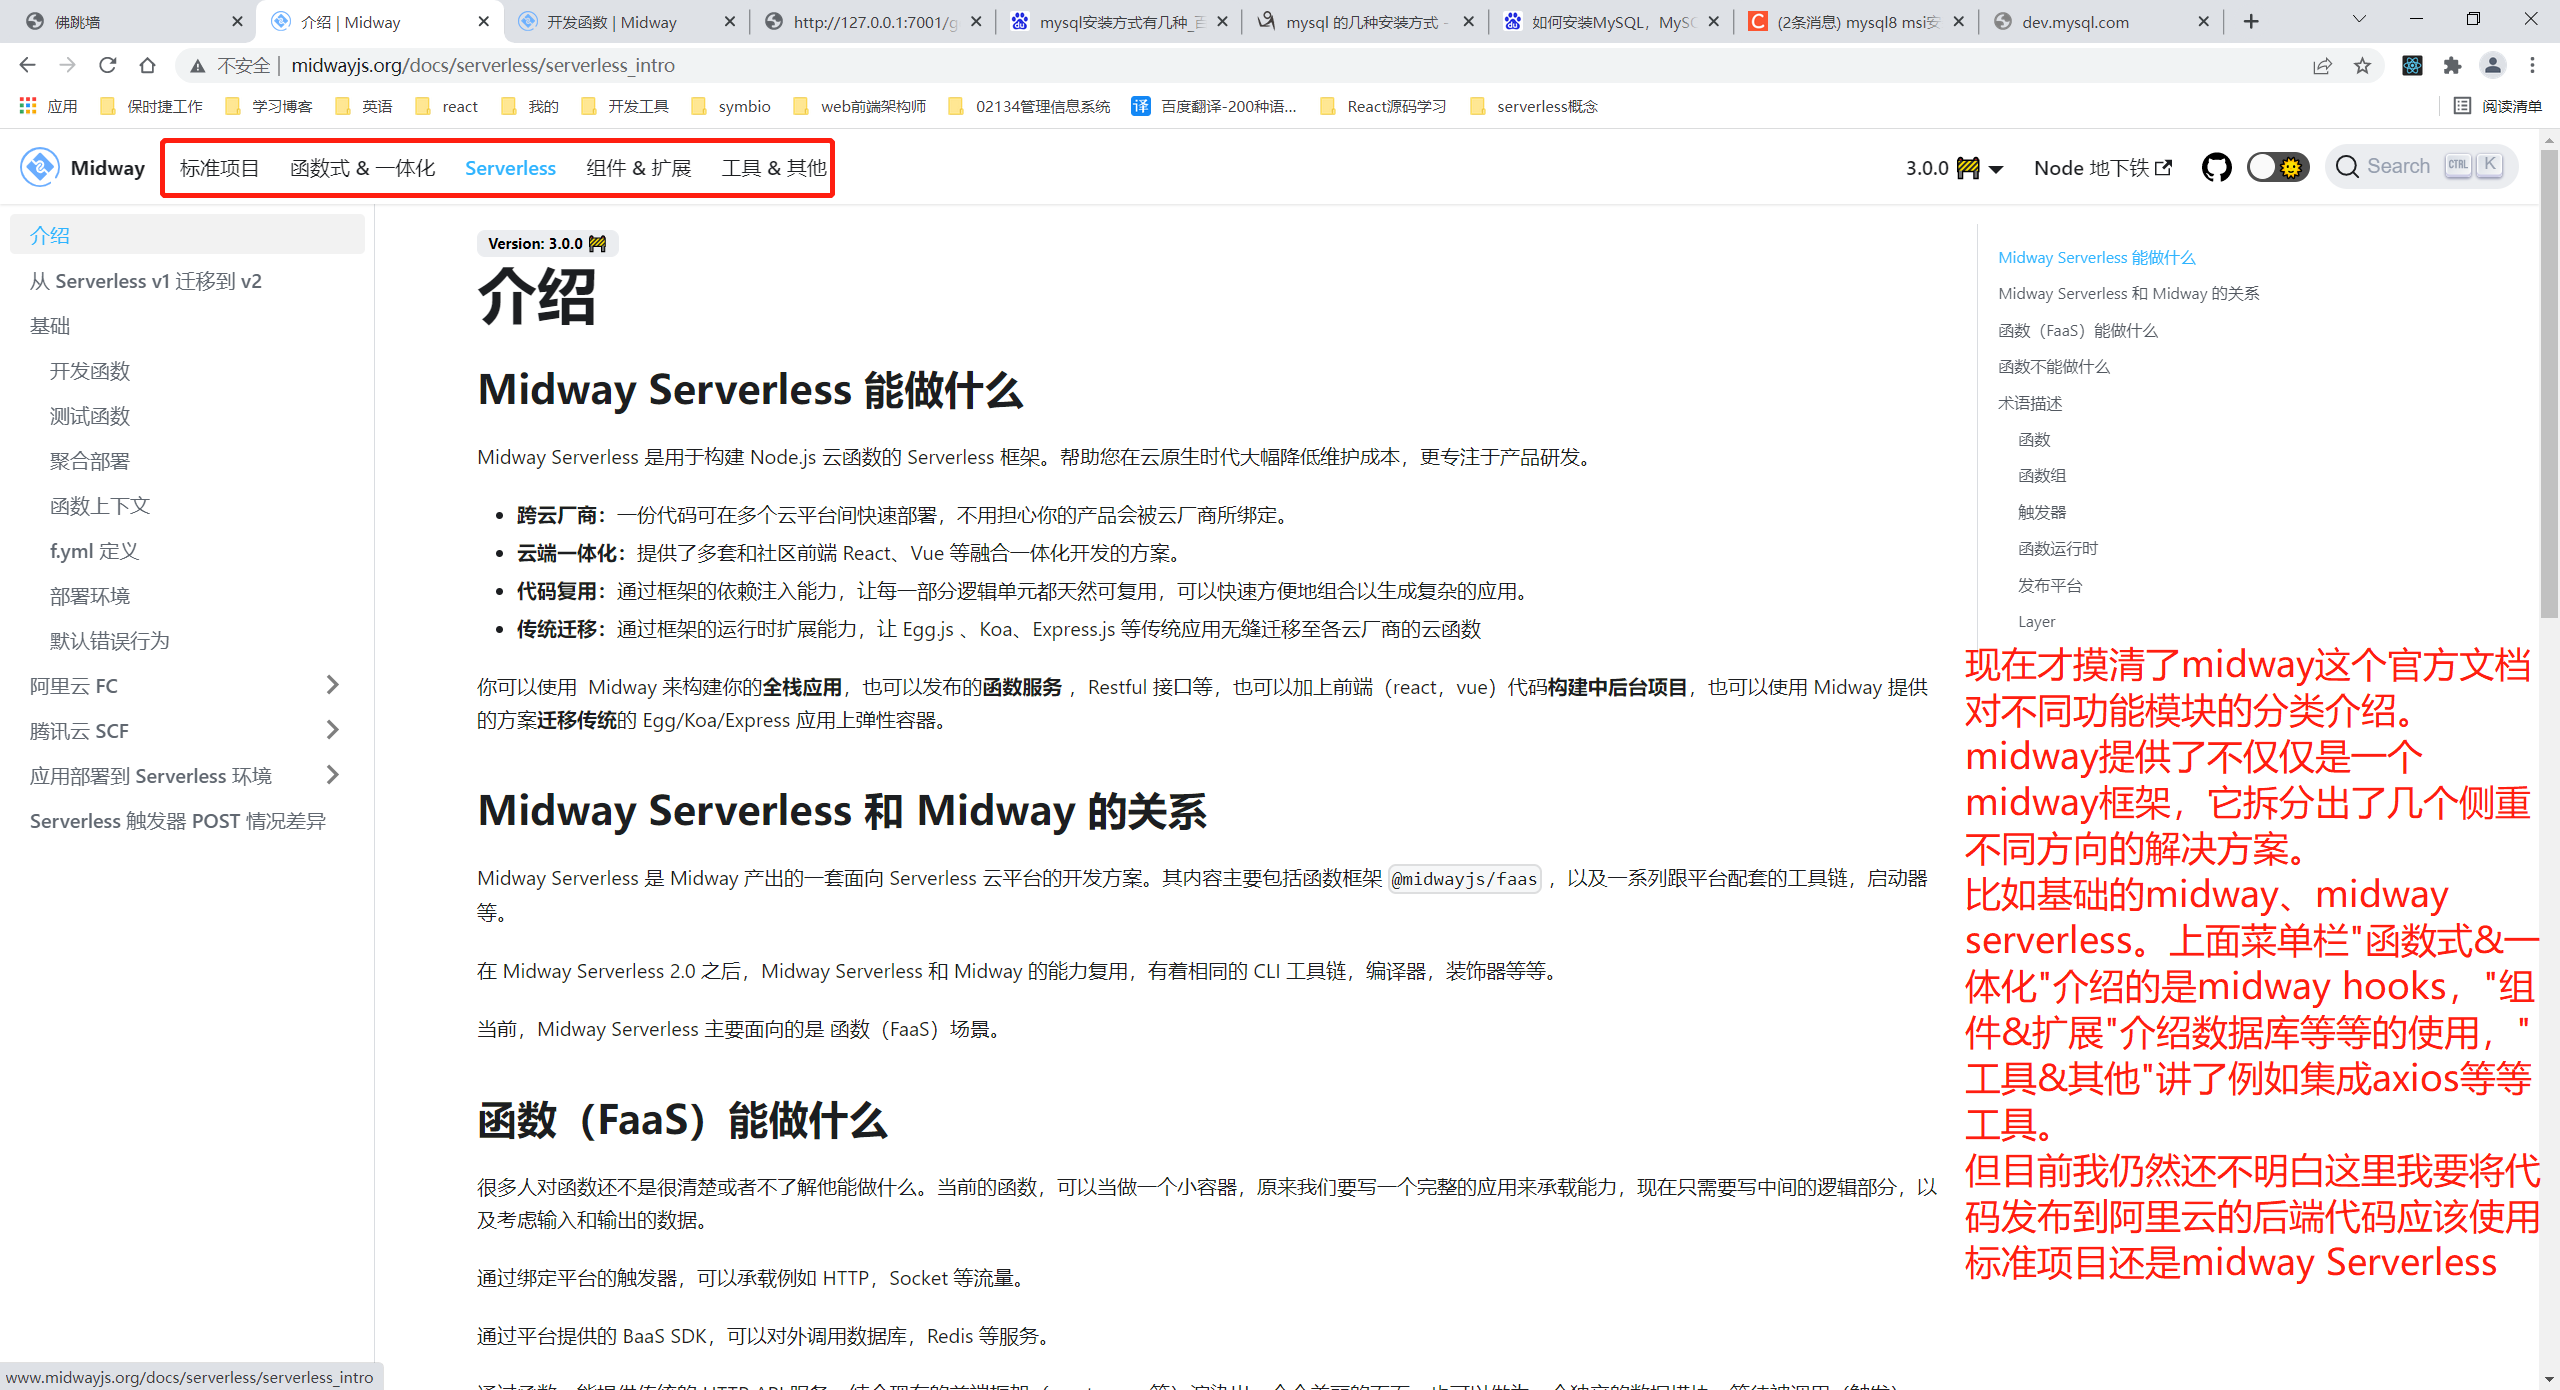 佛跳墙
介绍 | Midway
开发函数 | Midway
http://127.0.0.1:7001/g
mysql安装方式有几种_百
mysql 的几种安装方式 -
如何安装MySQL，MySC
(2条消息) mysql8 msi安
dev.mysql.com
不安全 | midwayjs.org/docs/serverless/serverless_intro
应用
保时捷工作
学习博客
英语
react
我的
开发工具
symbio
web前端架构师
02134管理信息系统
译 百度翻译-200种语...
React源码学习
serverless概念
阅读清单
Midway
标准项目
函数式 & 一体化
Serverless
组件 & 扩展
工具 & 其他
3.0.0 🚧
Node 地下铁
Search CTRL K
介绍
从 Serverless v1 迁移到 v2
基础
开发函数
测试函数
聚合部署
函数上下文
f.yml 定义
部署环境
默认错误行为
阿里云 FC
腾讯云 SCF
应用部署到 Serverless 环境
Serverless 触发器 POST 情况差异
Version: 3.0.0 🚧
介绍
Midway Serverless 能做什么
Midway Serverless 是用于构建 Node.js 云函数的 Serverless 框架。帮助您在云原生时代大幅降低维护成本，更专注于产品研发。
• 跨云厂商：一份代码可在多个云平台间快速部署，不用担心你的产品会被云厂商所绑定。
• 云端一体化：提供了多套和社区前端 React、Vue 等融合一体化开发的方案。
• 代码复用：通过框架的依赖注入能力，让每一部分逻辑单元都天然可复用，可以快速方便地组合以生成复杂的应用。
• 传统迁移：通过框架的运行时扩展能力，让 Egg.js 、Koa、Express.js 等传统应用无缝迁移至各云厂商的云函数
你可以使用 Midway 来构建你的全栈应用，也可以发布的函数服务 ，Restful 接口等，也可以加上前端（react，vue）代码构建中后台项目，也可以使用 Midway 提供
的方案迁移传统的 Egg/Koa/Express 应用上弹性容器。
Midway Serverless 和 Midway 的关系
Midway Serverless 是 Midway 产出的一套面向 Serverless 云平台的开发方案。其内容主要包括函数框架 @midwayjs/faas ，以及一系列跟平台配套的工具链，启动器
等。
在 Midway Serverless 2.0 之后，Midway Serverless 和 Midway 的能力复用，有着相同的 CLI 工具链，编译器，装饰器等等。
当前，Midway Serverless 主要面向的是 函数（FaaS）场景。
函数（FaaS）能做什么
很多人对函数还不是很清楚或者不了解他能做什么。当前的函数，可以当做一个小容器，原来我们要写一个完整的应用来承载能力，现在只需要写中间的逻辑部分，以
及考虑输入和输出的数据。
通过绑定平台的触发器，可以承载例如 HTTP，Socket 等流量。
通过平台提供的 BaaS SDK，可以对外调用数据库，Redis 等服务。
Midway Serverless 能做什么
Midway Serverless 和 Midway 的关系
函数（FaaS）能做什么
函数不能做什么
术语描述
函数
函数组
触发器
函数运行时
发布平台
Layer
现在才摸清了midway这个官方文档
对不同功能模块的分类介绍。
midway提供了不仅仅是一个
midway框架，它拆分出了几个侧重
不同方向的解决方案。
比如基础的midway、midway
serverless。上面菜单栏"函数式&一
体化"介绍的是midway hooks，"组
件&扩展"介绍数据库等等的使用，"
工具&其他"讲了例如集成axios等等
工具。
但目前我仍然还不明白这里我要将代
码发布到阿里云的后端代码应该使用
标准项目还是midway Serverless
www.midwayjs.org/docs/serverless/serverless_intro